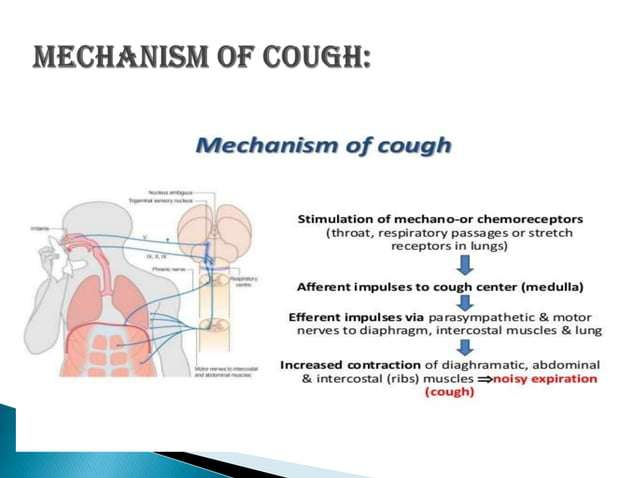 MECHANISM OF COUGH:
Mechanism of cough
Nucleus ambiguus
Trigeminal sensory nucleus
Irritants
V
IX, X, XI
Phrenic nerve
Respiratory
centre
Motor nerves to intercostal
and abdominal muscles
Stimulation of mechano-or chemoreceptors
(throat, respiratory passages or stretch
receptors in lungs)
Afferent impulses to cough center (medulla)
Efferent impulses via parasympathetic & motor
nerves to diaphragm, intercostal muscles & lung
Increased contraction of diaghramatic, abdominal
& intercostal (ribs) muscles ⇒noisy expiration
(cough)